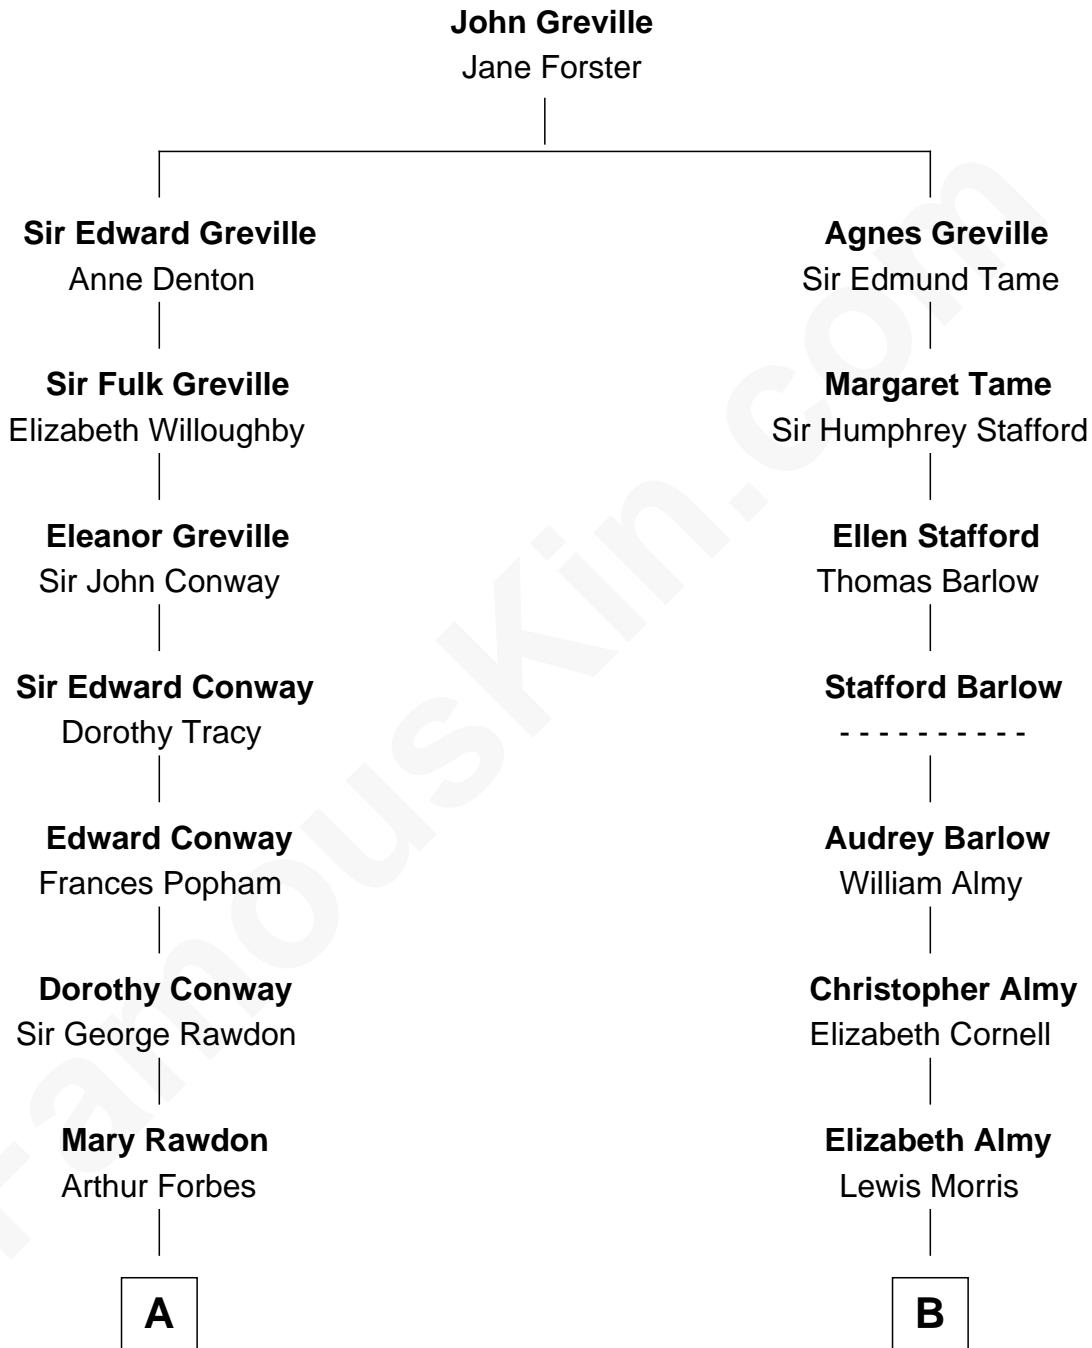 John Greville
Jane Forster
Sir Edward Greville
Anne Denton
Agnes Greville
Sir Edmund Tame
Sir Fulk Greville
Elizabeth Willoughby
Margaret Tame
Sir Humphrey Stafford
Eleanor Greville
Sir John Conway
Ellen Stafford
Thomas Barlow
Sir Edward Conway
Dorothy Tracy
Stafford Barlow
- - - - - - - - - -
Edward Conway
Frances Popham
Audrey Barlow
William Almy
Dorothy Conway
Sir George Rawdon
Christopher Almy
Elizabeth Cornell
Mary Rawdon
Arthur Forbes
Elizabeth Almy
Lewis Morris
A
B
FamousKin.com